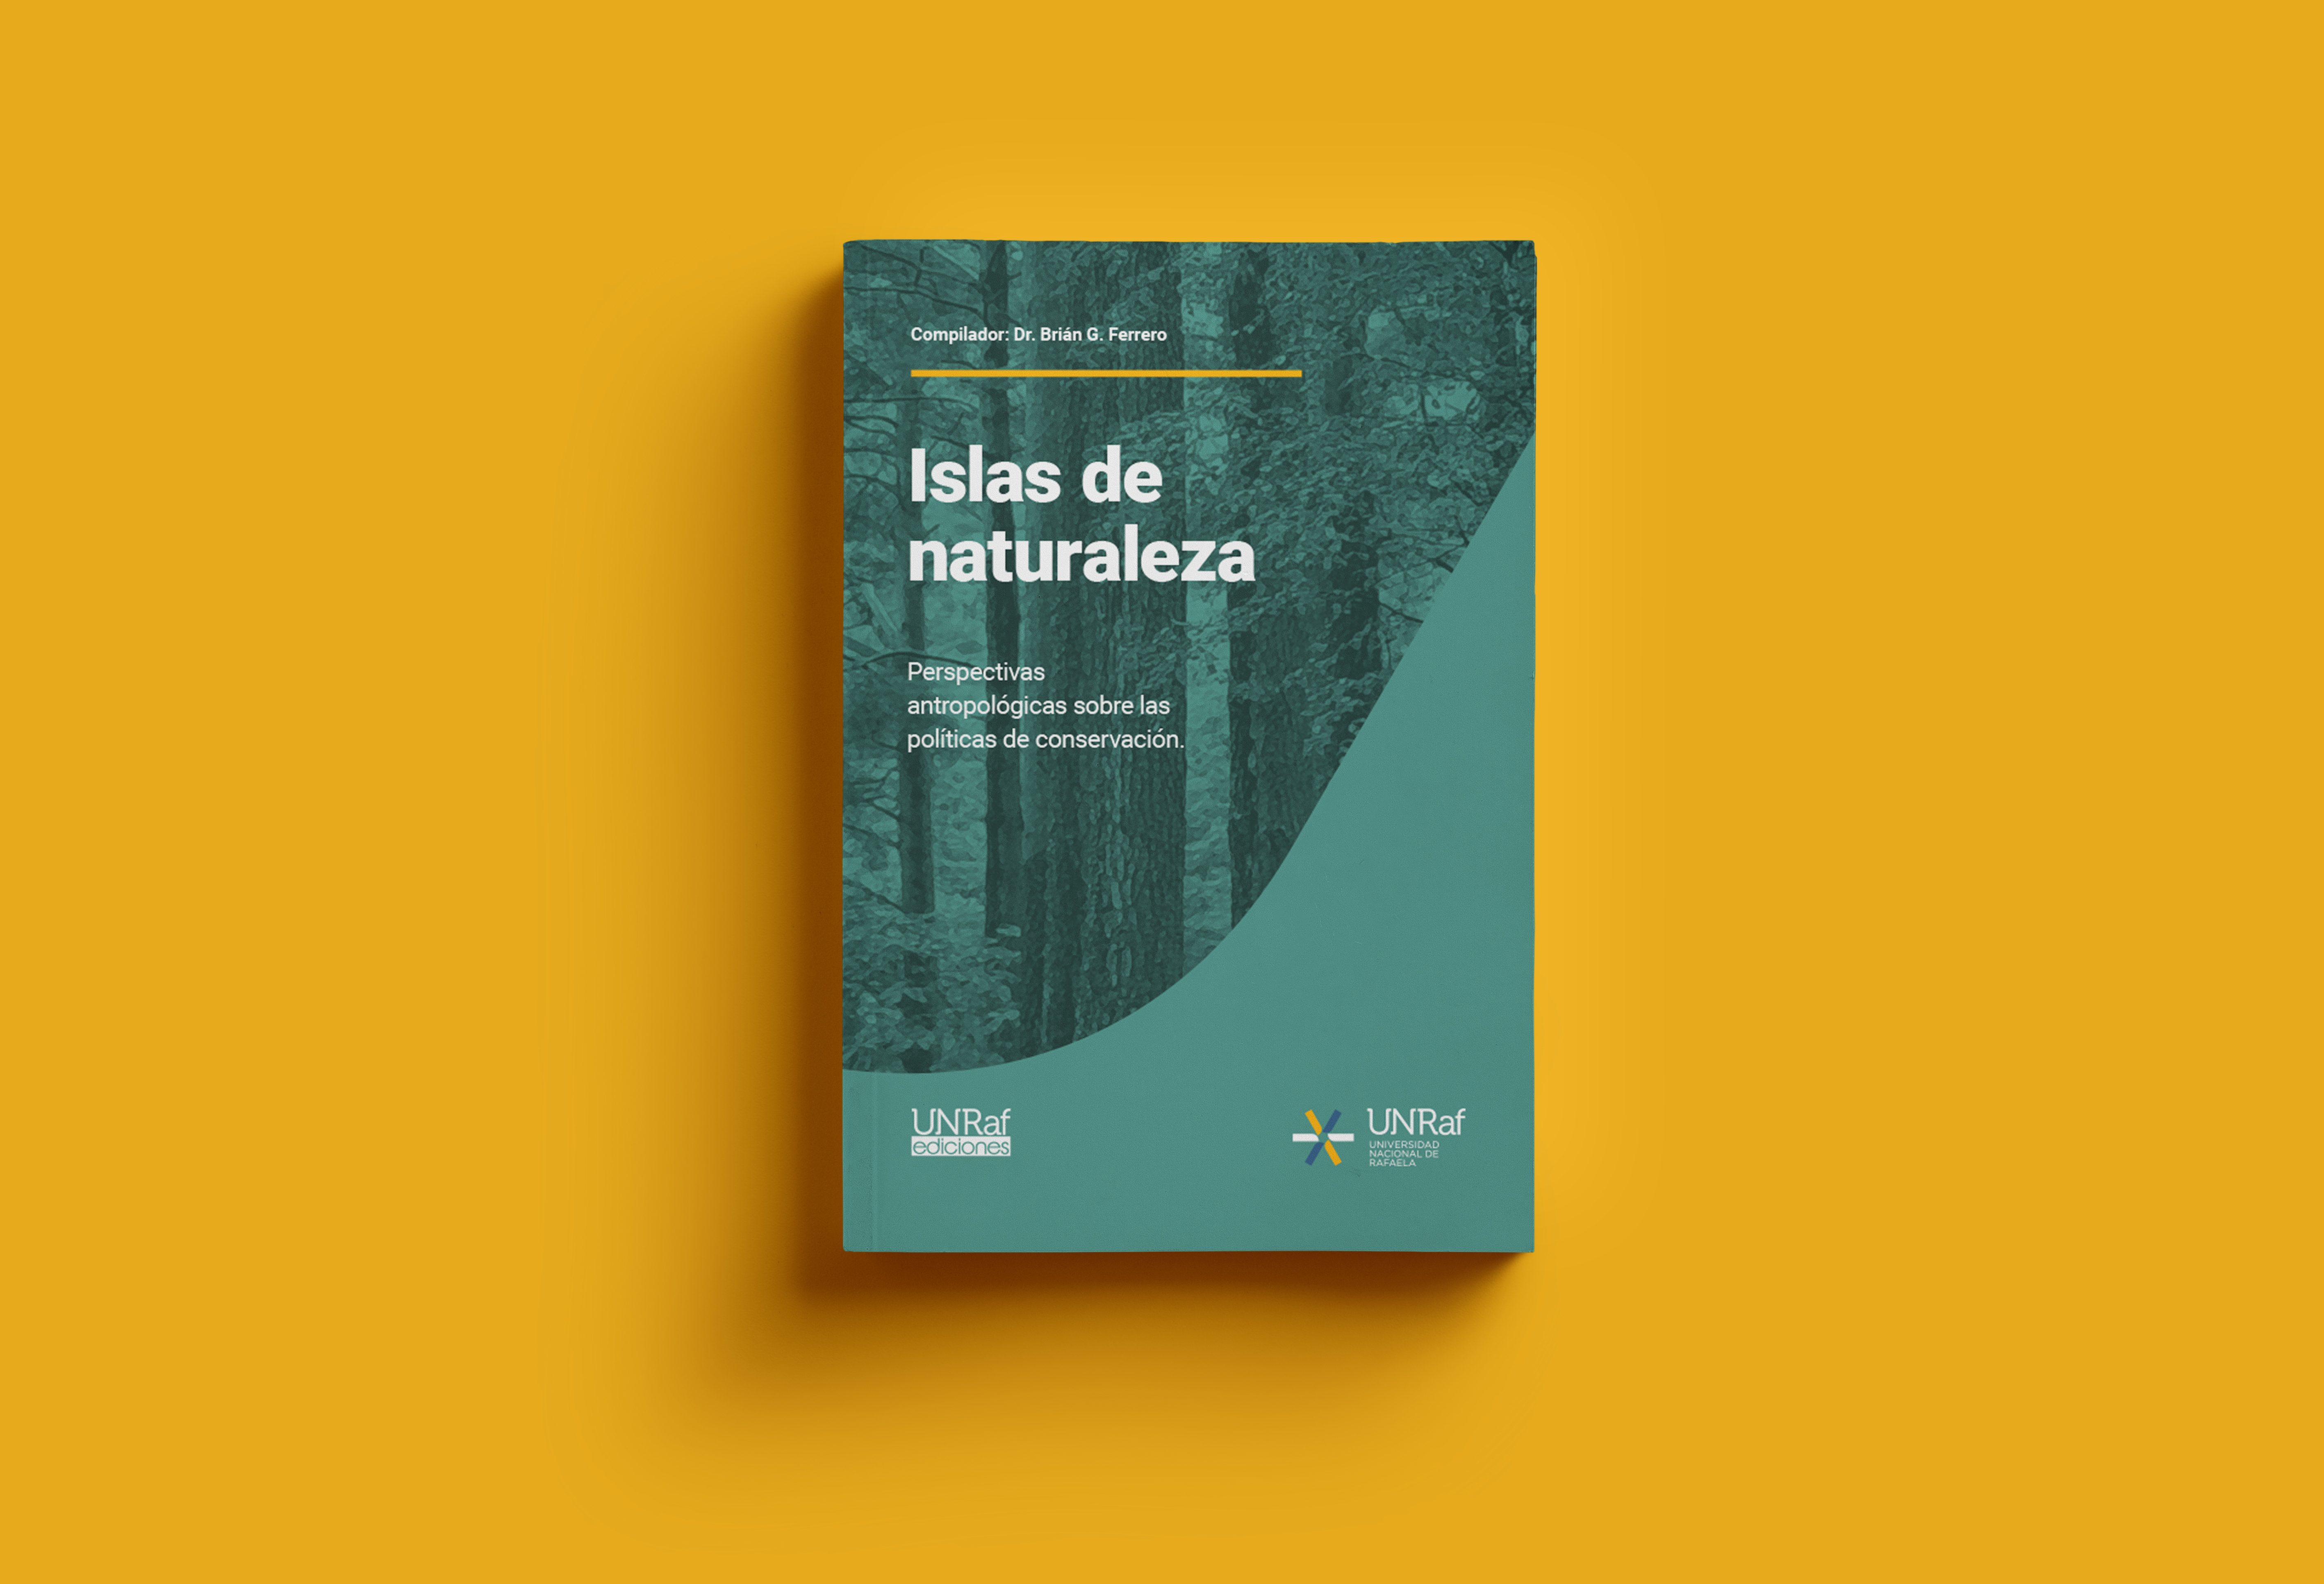 Compilador: Dr. Brián G. Ferrero
Islas de
naturaleza
Perspectivas
antropológicas sobre las
políticas de conservación.
UNRaf
ediciones
UNRaf
UNIVERSIDAD
NACIONAL DE
RAFAELA